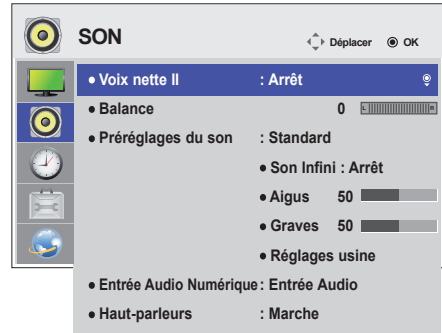 SON
Déplacer OK
• Voix nette II : Arrêt
• Balance 0 L R
• Préréglages du son : Standard
• Son Infini : Arrêt
• Aigus 50
• Graves 50
• Réglages usine
• Entrée Audio Numérique : Entrée Audio
• Haut-parleurs : Marche